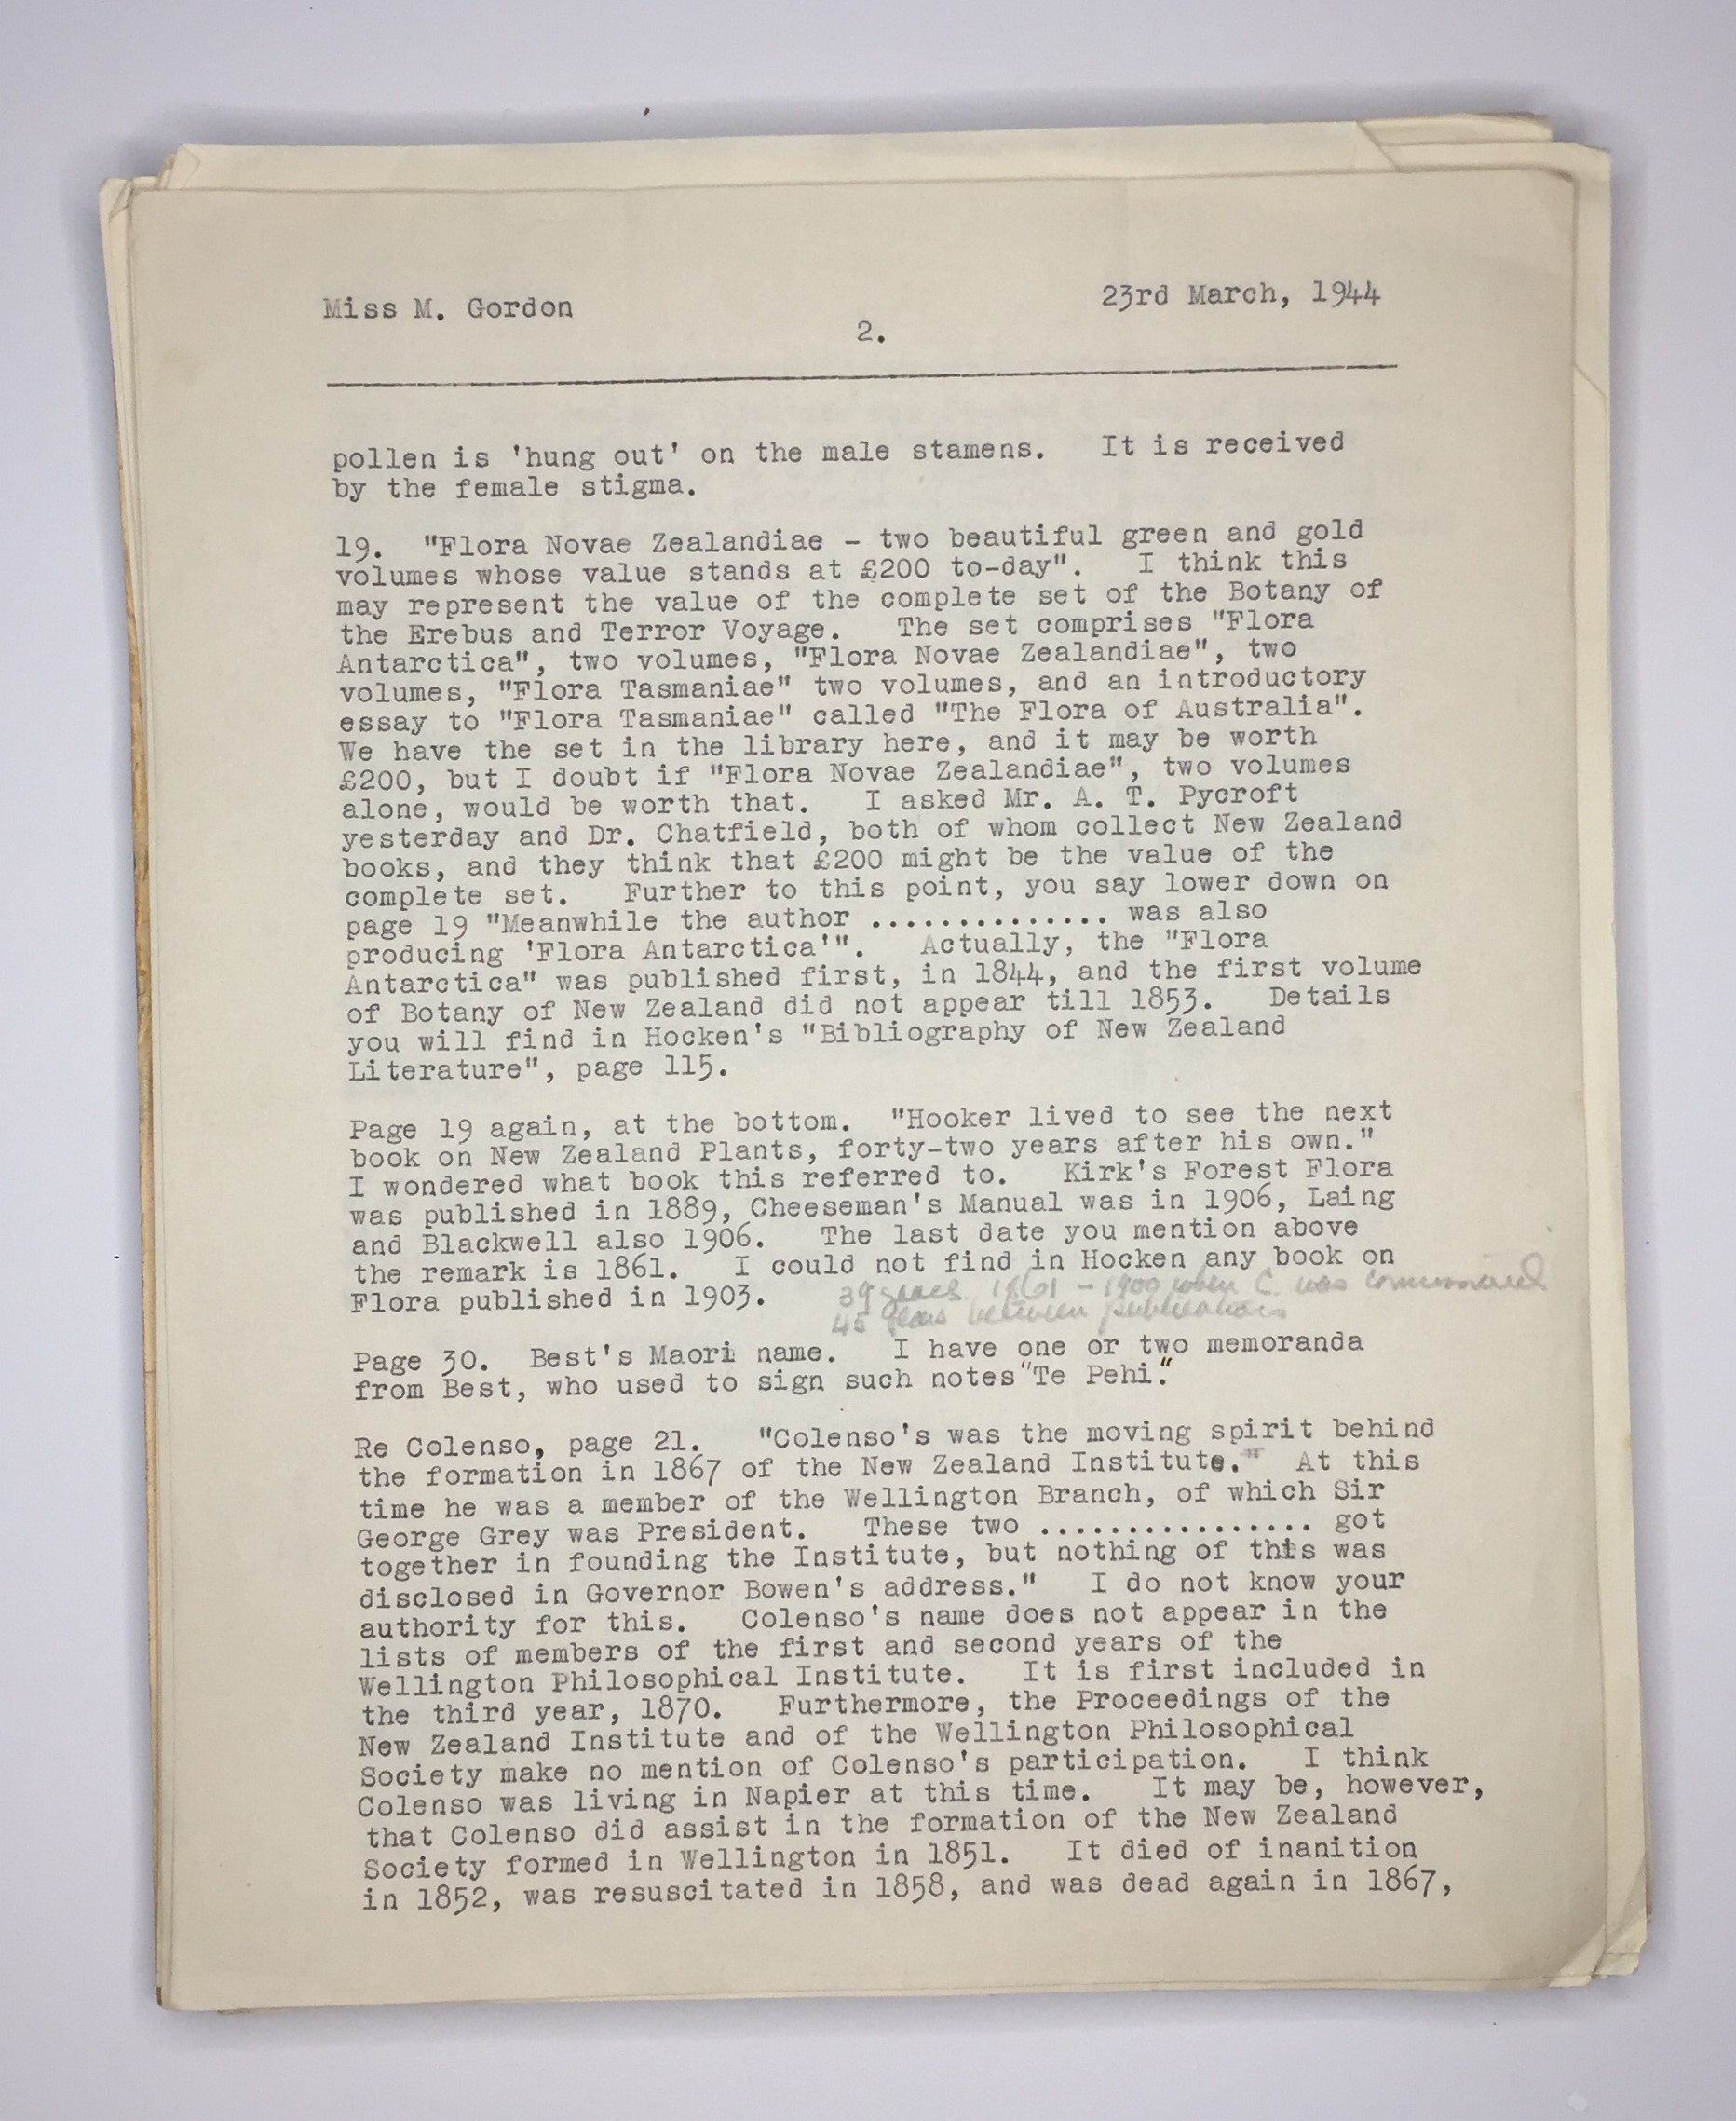 Miss M. Gordon 23rd March, 1944
2.
pollen is 'hung out' on the male stamens. It is received
by the female stigma.
19. "Flora Novae Zealandiae - two beautiful green and gold
volumes whose value stands at £200 to-day". I think this
may represent the value of the complete set of the Botany of
the Erebus and Terror Voyage. The set comprises "Flora
Antarctica", two volumes, "Flora Novae Zealandiae", two
volumes, "Flora Tasmaniae" two volumes, and an introductory
essay to "Flora Tasmaniae" called "The Flora of Australia".
We have the set in the library here, and it may be worth
£200, but I doubt if "Flora Novae Zealandiae", two volumes
alone, would be worth that. I asked Mr. A. T. Pycroft
yesterday and Dr. Chatfield, both of whom collect New Zealand
books, and they think that £200 might be the value of the
complete set. Further to this point, you say lower down on
page 19 "Meanwhile the author .............. was also
producing 'Flora Antarctica'". Actually, the "Flora
Antarctica" was published first, in 1844, and the first volume
of Botany of New Zealand did not appear till 1853. Details
you will find in Hocken's "Bibliography of New Zealand
Literature", page 115.
Page 19 again, at the bottom. "Hooker lived to see the next
book on New Zealand Plants, forty-two years after his own."
I wondered what book this referred to. Kirk's Forest Flora
was published in 1889, Cheeseman's Manual was in 1906, Laing
and Blackwell also 1906. The last date you mention above
the remark is 1861. I could not find in Hocken any book on
Flora published in 1903. 39 years 1861 - 1900 when C. was commissioned
45 years between publications
Page 30. Best's Maori name. I have one or two memoranda
from Best, who used to sign such notes "Te Pehi."
Re Colenso, page 21. "Colenso's was the moving spirit behind
the formation in 1867 of the New Zealand Institute." At this
time he was a member of the Wellington Branch, of which Sir
George Grey was President. These two ................ got
together in founding the Institute, but nothing of this was
disclosed in Governor Bowen's address." I do not know your
authority for this. Colenso's name does not appear in the
lists of members of the first and second years of the
Wellington Philosophical Institute. It is first included in
the third year, 1870. Furthermore, the Proceedings of the
New Zealand Institute and of the Wellington Philosophical
Society make no mention of Colenso's participation. I think
Colenso was living in Napier at this time. It may be, however,
that Colenso did assist in the formation of the New Zealand
Society formed in Wellington in 1851. It died of inanition
in 1852, was resuscitated in 1858, and was dead again in 1867,